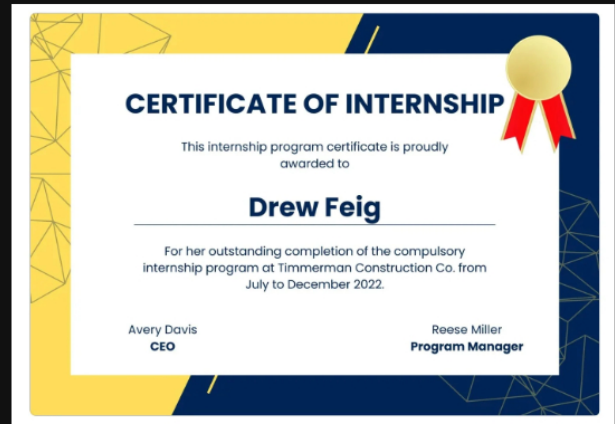 CERTIFICATE OF INTERNSHIP
This internship program certificate is proudly
awarded to
Drew Feig
For her outstanding completion of the compulsory
internship program at Timmerman Construction Co. from
July to December 2022.
Avery Davis
CEO
Reese Miller
Program Manager